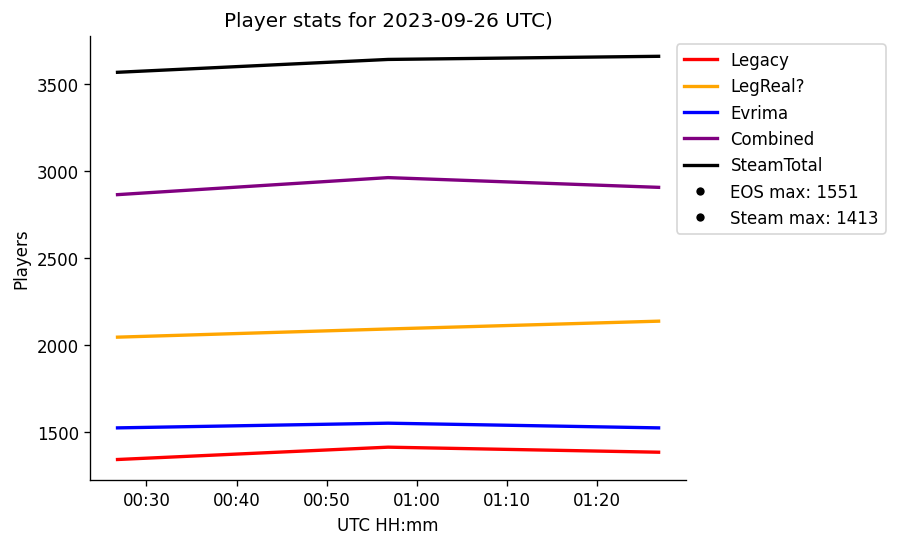 Player stats for 2023-09-26 UTC)
Legacy
LegReal?
Evrima
Combined
SteamTotal
EOS max: 1551
Steam max: 1413
Players
3500
3000
2500
2000
1500
00:30 00:40 00:50 01:00 01:10 01:20
UTC HH:mm